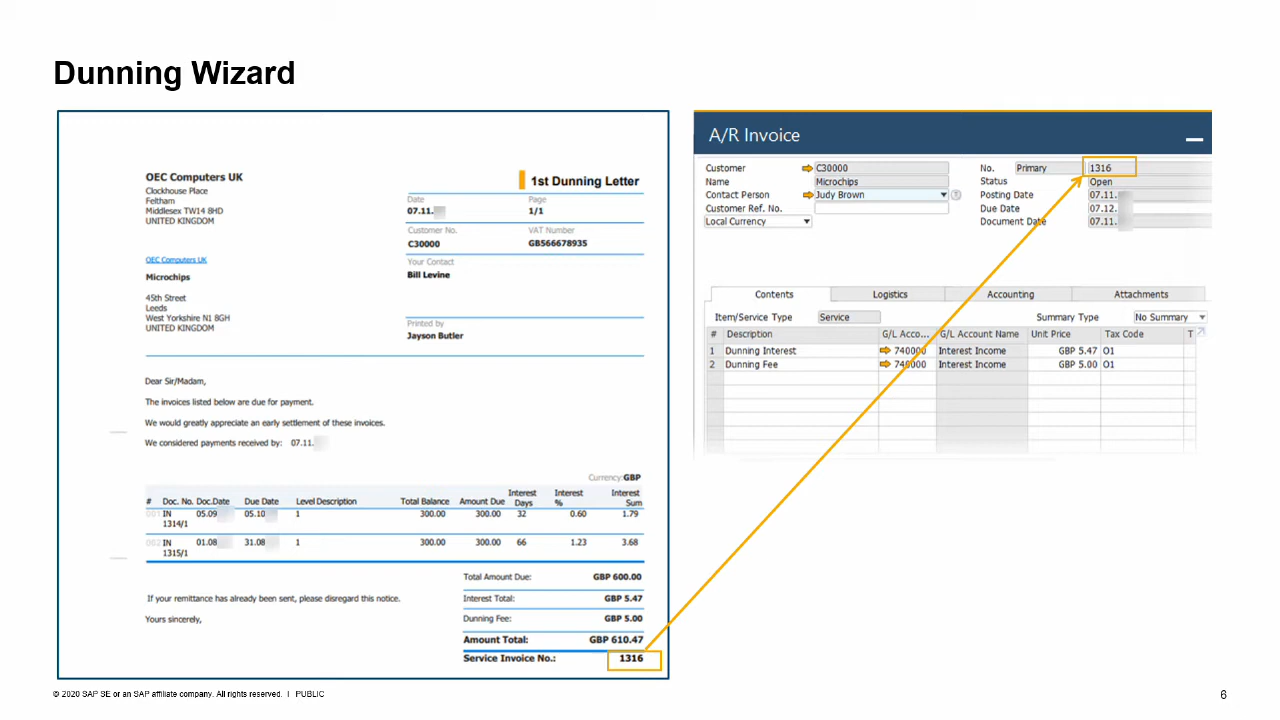 Dunning Wizard
OEC Computers UK
Clockhouse Place
Feltham
Middlesex TW14 8HD
UNITED KINGDOM
1st Dunning Letter
Date Page
07.11. 1/1
Customer No. VAT Number
C30000 GB566678935
Your Contact
Bill Levine
Printed by
Jayson Butler
OEC Computers UK
Microchips
45th Street
Leeds
West Yorkshire N1 8GH
UNITED KINGDOM
Dear Sir/Madam,
The invoices listed below are due for payment.
We would greatly appreciate an early settlement of these invoices.
We considered payments received by: 07.11.
Currency: GBP
# Doc. No. Doc.Date Due Date Level Description Total Balance Amount Due Interest Days Interest % Interest Sum
001 IN 1314/1 05.09 05.10 1 300.00 300.00 32 0.60 1.79
002 IN 1315/1 01.08 31.08 1 300.00 300.00 66 1.23 3.68
Total Amount Due: GBP 600.00
If your remittance has already been sent, please disregard this notice.
Interest Total: GBP 5.47
Yours sincerely,
Dunning Fee: GBP 5.00
Amount Total: GBP 610.47
Service Invoice No.: 1316
A/R Invoice
Customer C30000 No. Primary 1316
Name Microchips Status Open
Contact Person Judy Brown Posting Date 07.11.
Customer Ref. No. Due Date 07.12.
Local Currency Document Date 07.11.
Contents Logistics Accounting Attachments
Item/Service Type Service Summary Type No Summary
# Description G/L Acco... G/L Account Name Unit Price Tax Code T
1 Dunning Interest 740000 Interest Income GBP 5.47 O1
2 Dunning Fee 740000 Interest Income GBP 5.00 O1
© 2020 SAP SE or an SAP affiliate company. All rights reserved. I PUBLIC
6